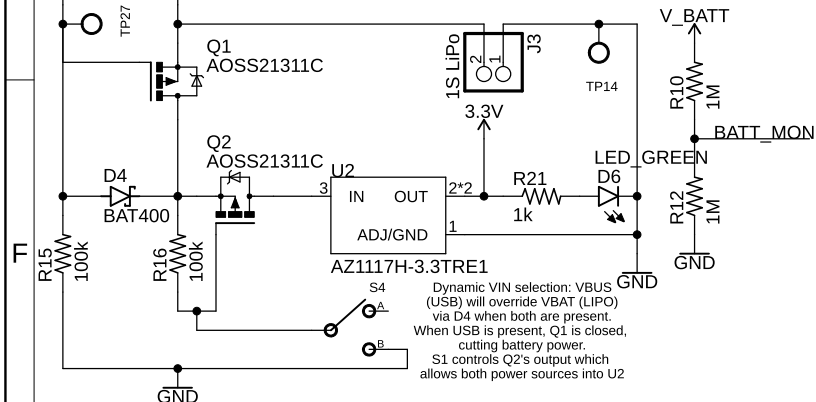 TP27
Q1
AOSS21311C
1S LiPo
2
1
J3
TP14
V_BATT
R10
1M
BATT_MON
3.3V
Q2
AOSS21311C
U2
LED_GREEN
D4
BAT400
3
IN
OUT
2*2
R21
1k
D6
R12
1M
F
R15
100k
R16
100k
ADJ/GND
1
AZ1117H-3.3TRE1
GND
GND
S4
A
B
Dynamic VIN selection: VBUS
(USB) will override VBAT (LIPO)
via D4 when both are present.
When USB is present, Q1 is closed,
cutting battery power.
S1 controls Q2's output which
allows both power sources into U2
GND